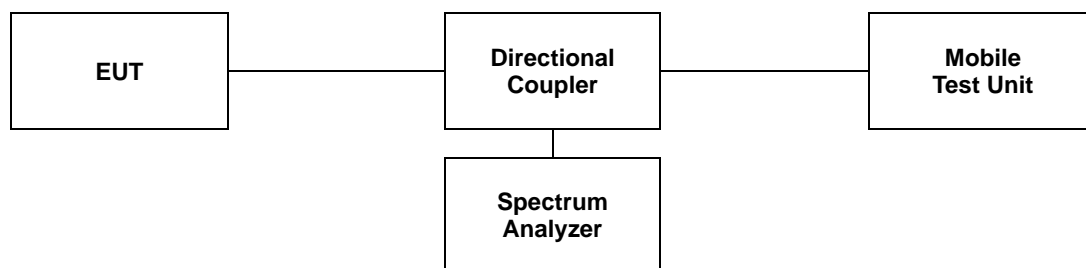 EUT
Directional
Coupler
Mobile
Test Unit
Spectrum
Analyzer